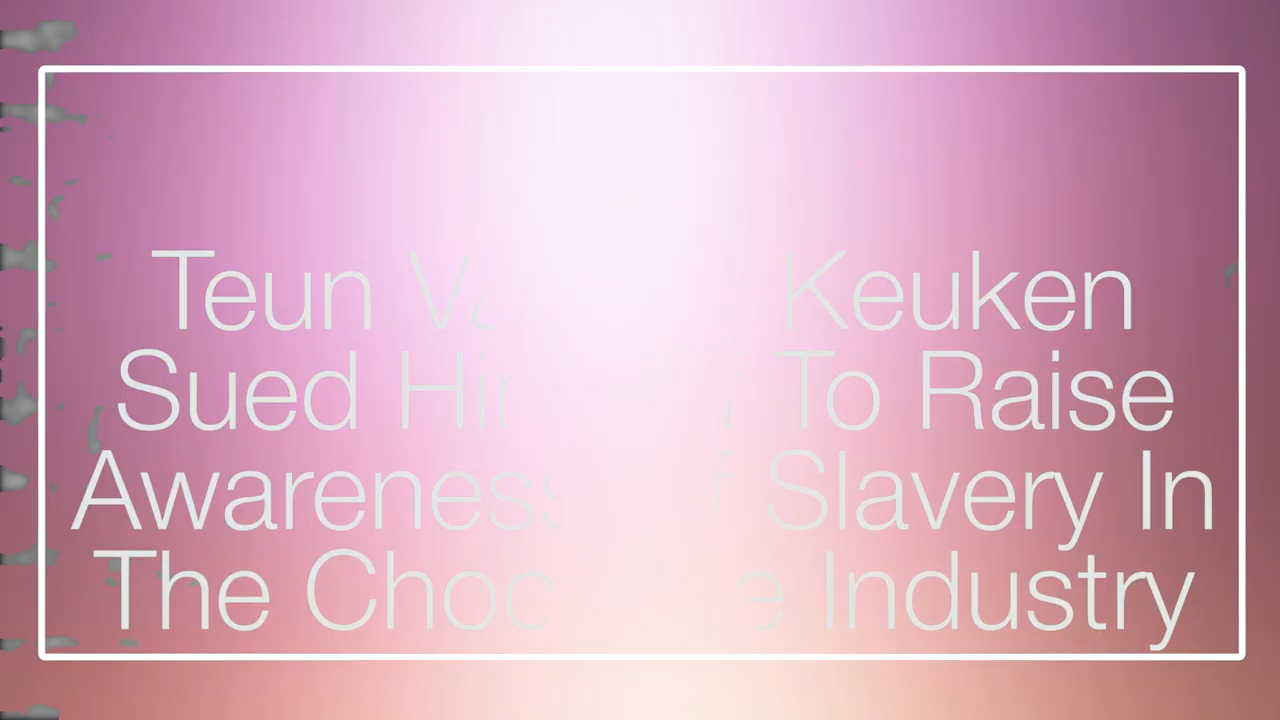 Teun Keuken
Sued To Raise
Awareness Slavery In
The Industry